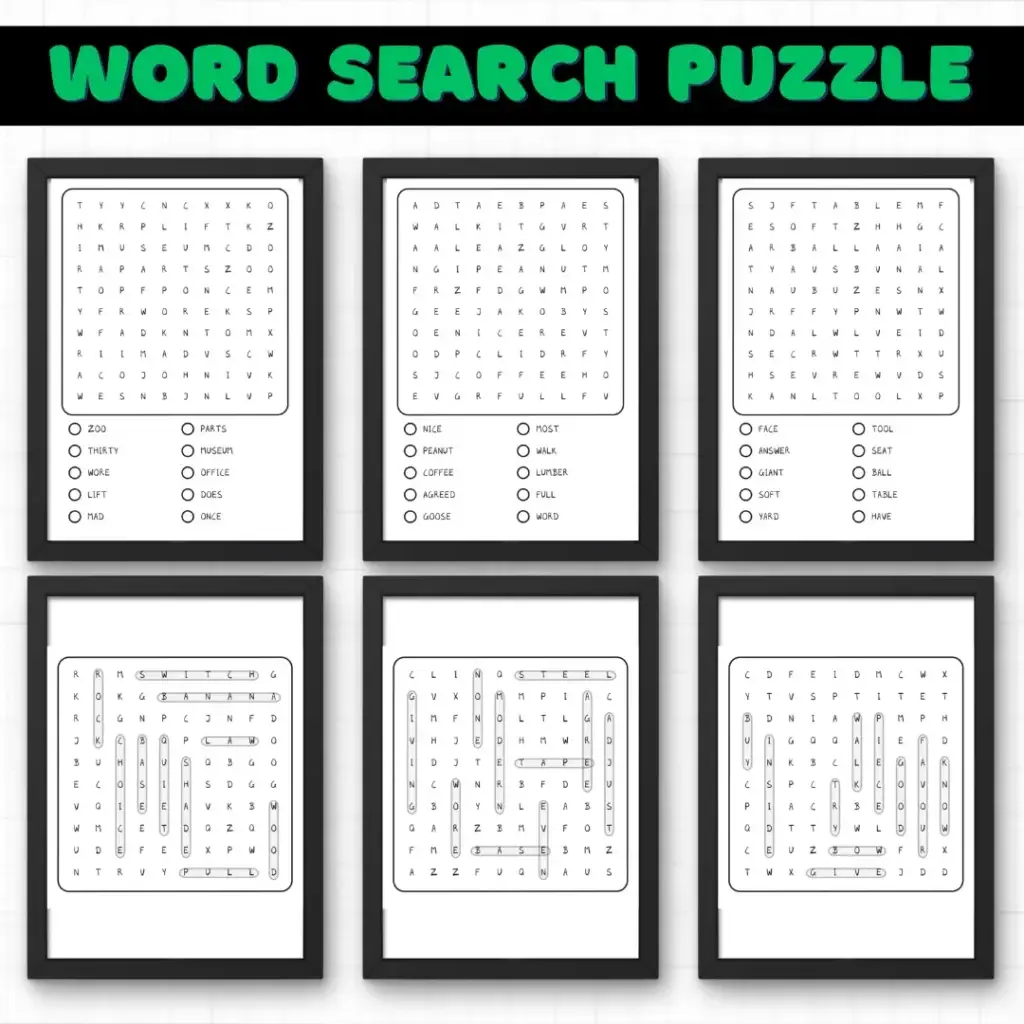 WORD SEARCH PUZZLE
T Y Y C N C X X K O
H K R P L I F T K Z
I M U S E U M C D O
R A P A R T S Z O O
T O P F P O N C E M
Y F R W O R E K S P
W F A D K N T O M X
R I I M A D V S C W
A C O J O H N I V K
W E S N B J N L V P
ZOO PARTS
THIRTY MUSEUM
WORE OFFICE
LIFT DOES
MAD ONCE
A D T A E B P A E S
W A L K I T G V R T
A A L E A Z G L O Y
N G I P E A N U T M
F R Z F D G W M P O
G E E J A K O B Y S
O E N I C E R E V T
O D P C L I D R F Y
S J C O F F E E H O
E V G R F U L L F V
NICE MOST
PEANUT WALK
COFFEE LUMBER
AGREED FULL
GOOSE WORD
S J F T A B L E M F
E S O F T Z H H G C
A R B A L L A A I A
T Y A V S B V N A L
N A U B U Z E S N X
J R F F Y P N W T W
N D A L W L V E I D
S E C R W T T R X U
H S E V R E W V D S
K A N L T O O L X P
FACE TOOL
ANSWER SEAT
GIANT BALL
SOFT TABLE
YARD HAVE
R R M S W I T C H G
K O K G B A N A N A
R C G N P C J N F D
J K C B Q P L A W Q
B U H A U S Q B G O
E C O S I H S D G G
V Q I E E A V K B W
W M C E T D Q Z Q O
U D E F E E X P W O
N T R V Y P U L L D
C L I N Q S T E E L
G V X O M M P I A C
I M F N O L T L G A
V H J E D H M W R D
I D J T E T A P E J
N C W N R B F D E U
G B O Y N L E A B S
Q A R Z B M V F O T
F M E B A S E B M Z
A Z Z F U Q N A U S
C D F E I D M C W X
Y T V S P T I T E T
B D N I A W P M P H
U I G Q Q A I E F D
Y N K B C L E G A R
C S P C T K C O V N
P I A C R Y E O D O
Q D T T Y W L D U W
C E U Z B O W F R X
T W X G I V E J D D